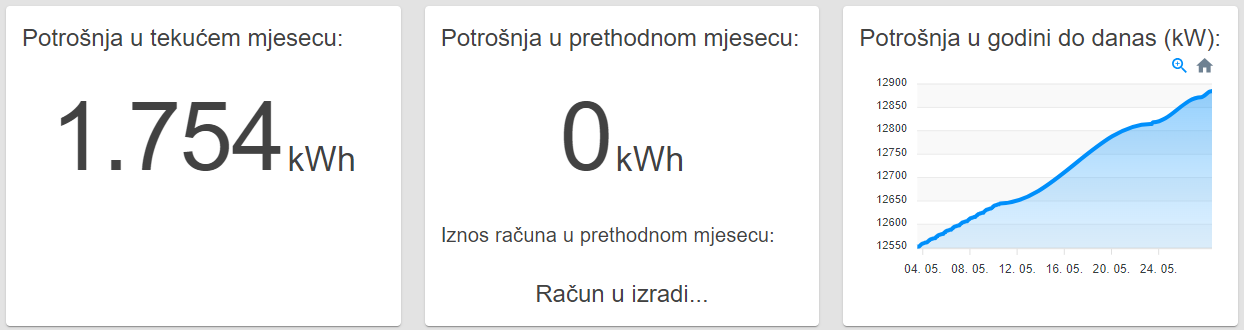 Potrošnja u tekućem mjesecu:
1.754 kWh
Potrošnja u prethodnom mjesecu:
0 kWh
Iznos računa u prethodnom mjesecu:
Račun u izradi...
Potrošnja u godini do danas (kW):
12900
12850
12800
12750
12700
12650
12600
12550
04. 05. 08. 05. 12. 05. 16. 05. 20. 05. 24. 05.